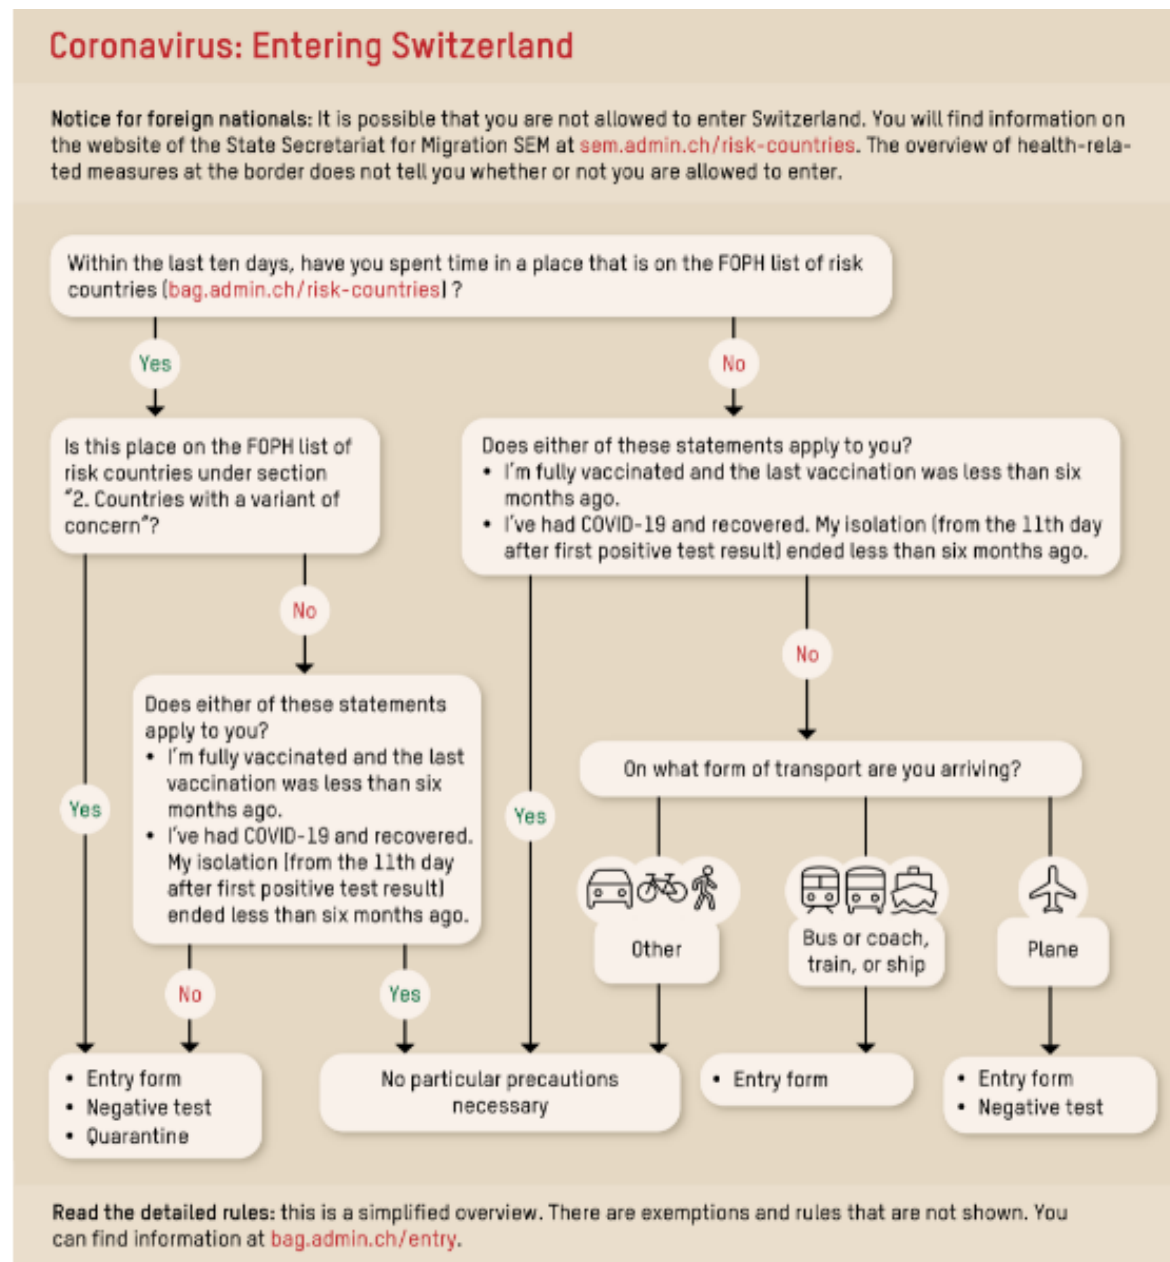 Coronavirus: Entering Switzerland
Notice for foreign nationals: It is possible that you are not allowed to enter Switzerland. You will find information on
the website of the State Secretariat for Migration SEM at sem.admin.ch/risk-countries. The overview of health-rela-
ted measures at the border does not tell you whether or not you are allowed to enter.
Within the last ten days, have you spent time in a place that is on the FOPH list of risk
countries (bag.admin.ch/risk-countries) ?
Yes
No
Is this place on the FOPH list of
risk countries under section
"2. Countries with a variant of
concern"?
Does either of these statements apply to you?
• I'm fully vaccinated and the last vaccination was less than six
months ago.
• I've had COVID-19 and recovered. My isolation (from the 11th day
after first positive test result) ended less than six months ago.
No
No
Does either of these statements
apply to you?
• I'm fully vaccinated and the last
vaccination was less than six
months ago.
• I've had COVID-19 and recovered.
My isolation (from the 11th day
after first positive test result)
ended less than six months ago.
On what form of transport are you arriving?
Yes
Yes
Other
Bus or coach,
train, or ship
Plane
No
Yes
• Entry form
• Negative test
• Quarantine
No particular precautions
necessary
• Entry form
• Entry form
• Negative test
Read the detailed rules: this is a simplified overview. There are exemptions and rules that are not shown. You
can find information at bag.admin.ch/entry.